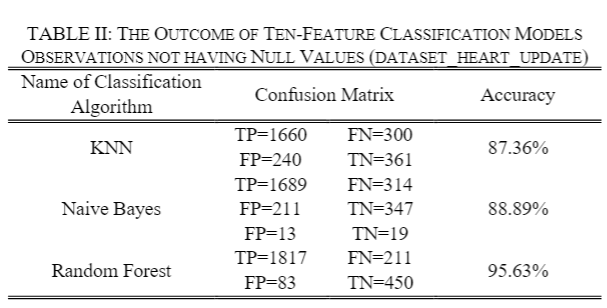 TABLE II: THE OUTCOME OF TEN-FEATURE CLASSIFICATION MODELS
OBSERVATIONS NOT HAVING NULL VALUES (DATASET_HEART_UPDATE)
Name of Classification Algorithm Confusion Matrix Accuracy
KNN TP=1660 FN=300 87.36%
FP=240 TN=361
Naive Bayes TP=1689 FN=314 88.89%
FP=211 TN=347
FP=13 TN=19
Random Forest TP=1817 FN=211 95.63%
FP=83 TN=450